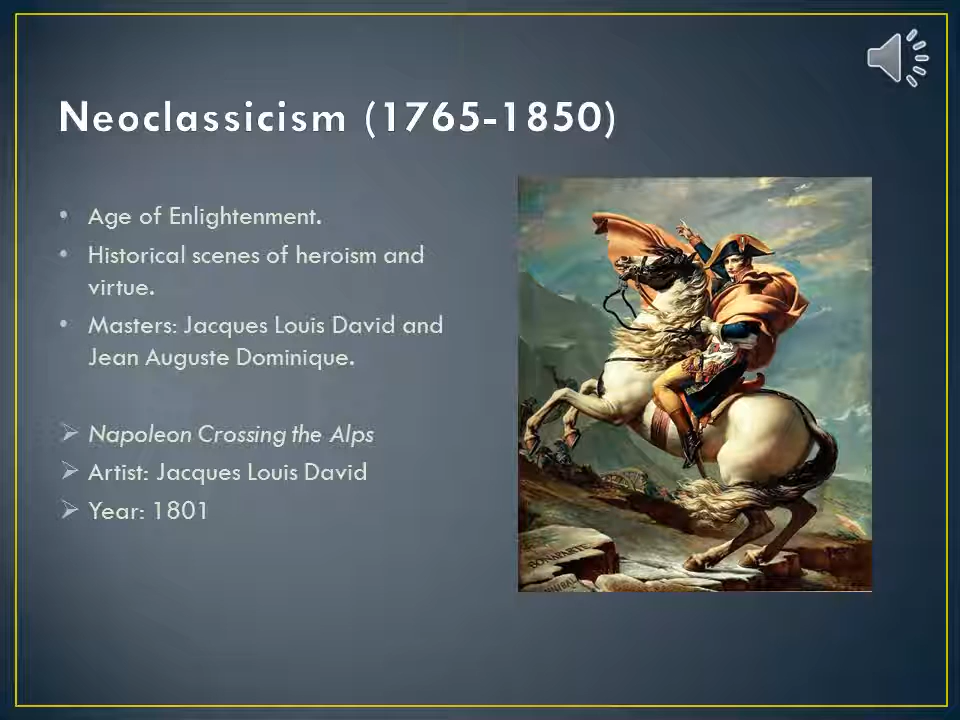 Neoclassicism (1765-1850)
• Age of Enlightenment.
• Historical scenes of heroism and
virtue.
• Masters: Jacques Louis David and
Jean Auguste Dominique.
➢ Napoleon Crossing the Alps
➢ Artist: Jacques Louis David
➢ Year: 1801
BONAPARTE